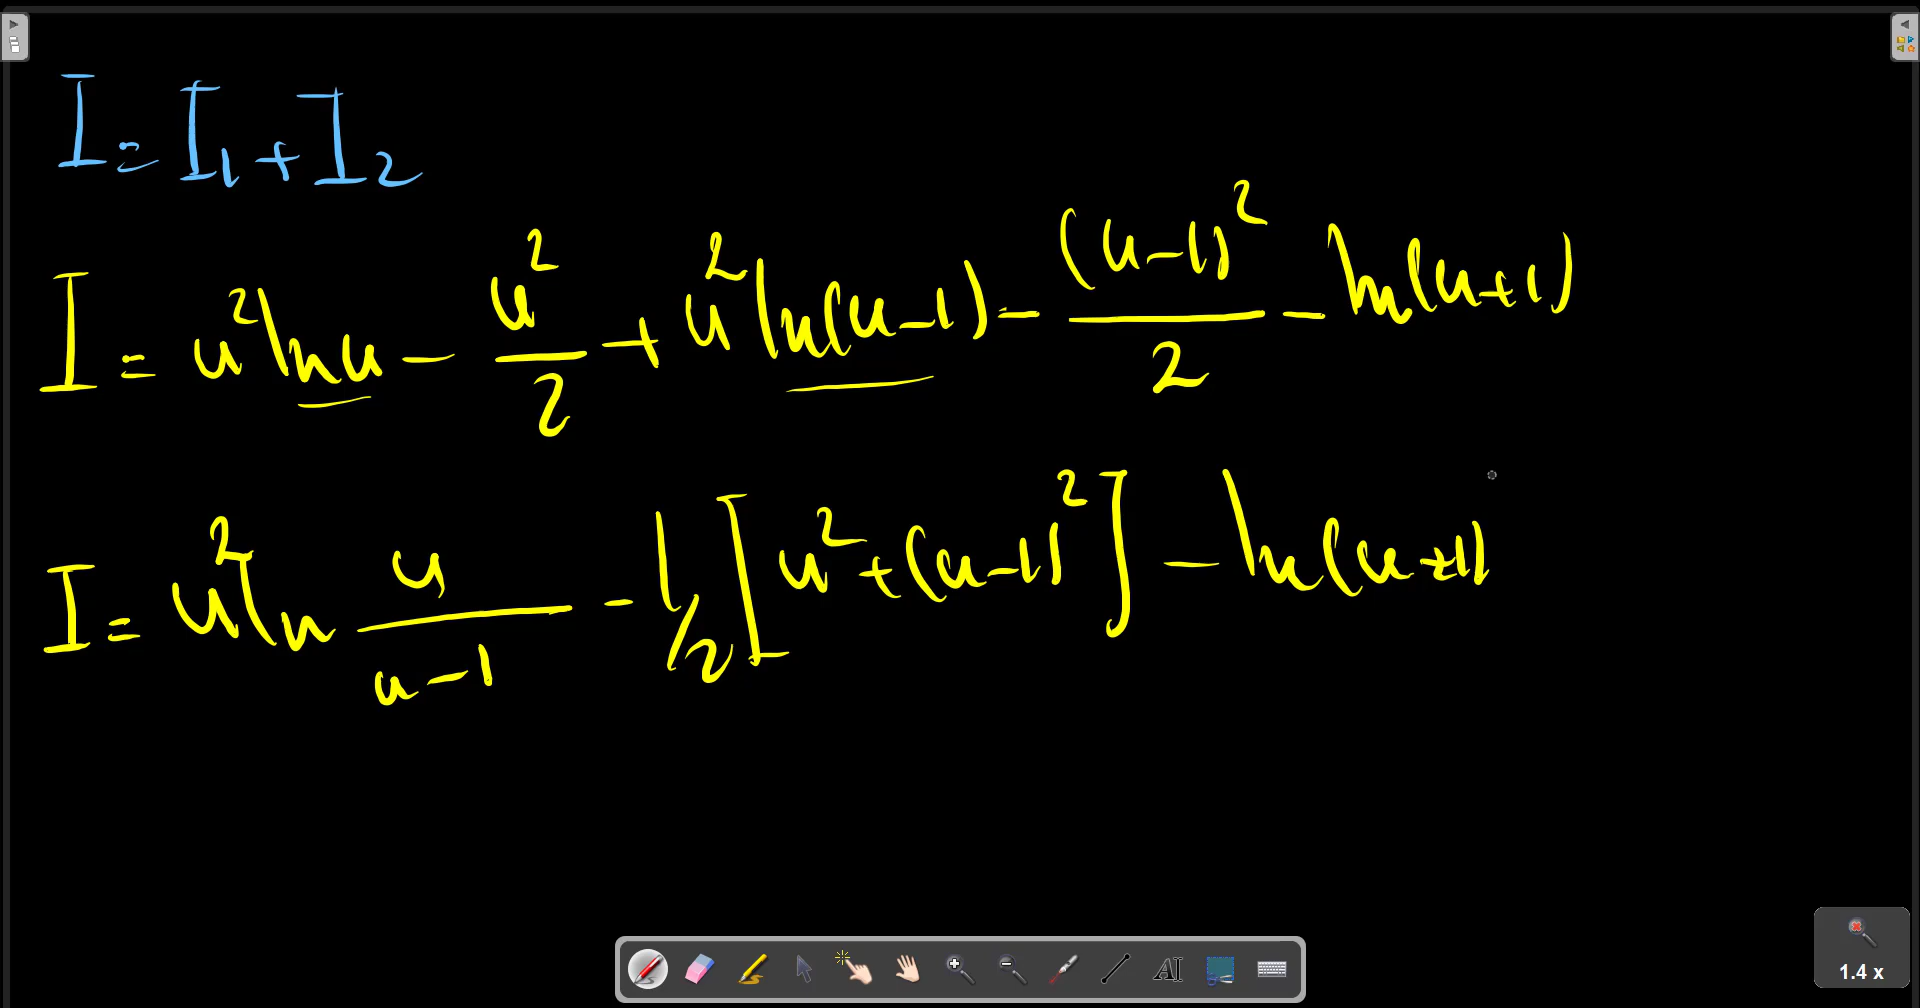 I = I₁ + I₂
I = u² ln u - u²/2 + u² ln(u-1) - (u-1)²/2 - ln(u+1)
I = u² ln u/(u-1) - 1/2 [u² + (u-1)²] - ln(u+1)
AI
1.4 x